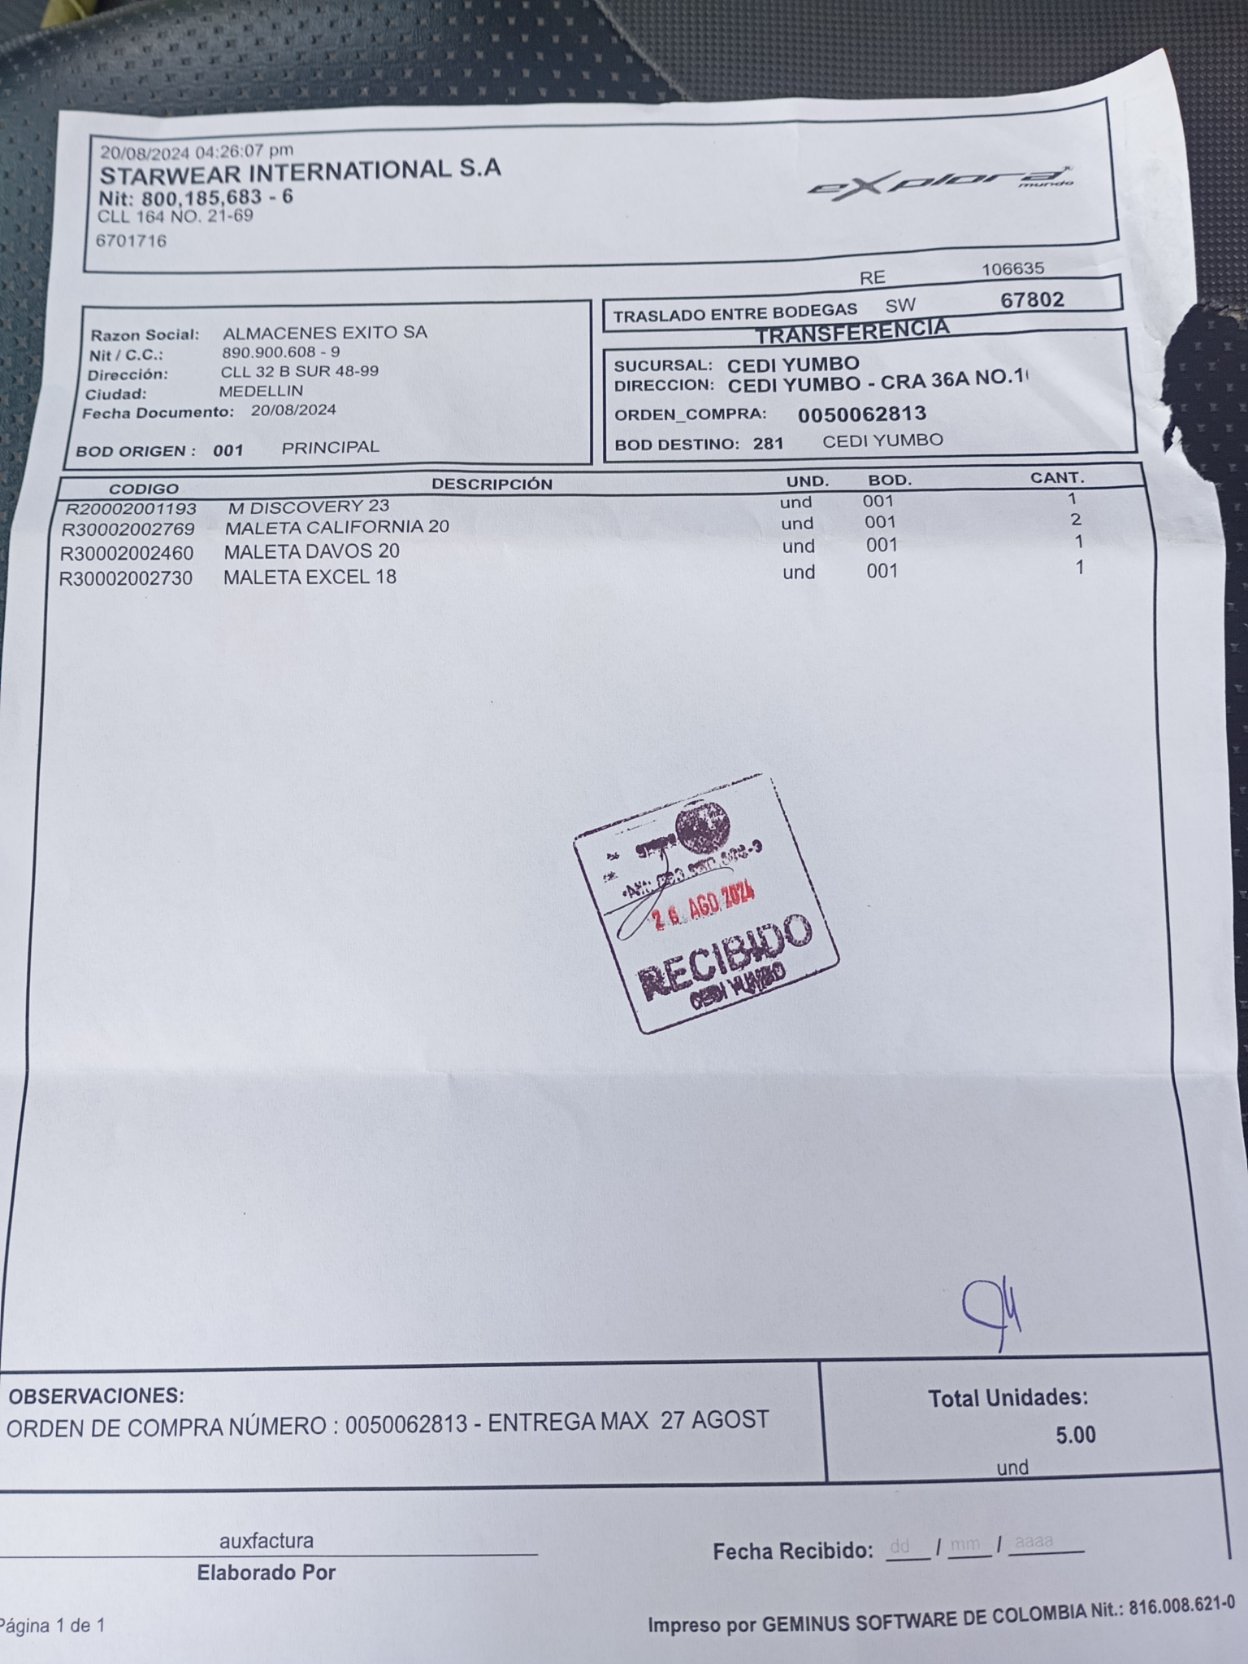 20/08/2024 04:26:07 pm
STARWEAR INTERNATIONAL S.A
Nit: 800,185,683 - 6
CLL 164 NO. 21-69
6701716
explora
mundo
RE 106635
TRASLADO ENTRE BODEGAS SW 67802
TRANSFERENCIA
Razon Social: ALMACENES EXITO SA
Nit / C.C.: 890.900.608 - 9
Dirección: CLL 32 B SUR 48-99
Ciudad: MEDELLIN
Fecha Documento: 20/08/2024
BOD ORIGEN : 001 PRINCIPAL
SUCURSAL: CEDI YUMBO
DIRECCION: CEDI YUMBO - CRA 36A NO.1
ORDEN_COMPRA: 0050062813
BOD DESTINO: 281 CEDI YUMBO
CODIGO DESCRIPCIÓN UND. BOD. CANT.
R20002001193 M DISCOVERY 23 und 001 1
R30002002769 MALETA CALIFORNIA 20 und 001 2
R30002002460 MALETA DAVOS 20 und 001 1
R30002002730 MALETA EXCEL 18 und 001 1
26 AGO 2024
RECIBIDO
CEDI YUMBO
OBSERVACIONES:
ORDEN DE COMPRA NÚMERO : 0050062813 - ENTREGA MAX 27 AGOST
Total Unidades:
5.00
und
auxfactura
Elaborado Por
Fecha Recibido: dd / mm / aaaa
Página 1 de 1
Impreso por GEMINUS SOFTWARE DE COLOMBIA Nit.: 816.008.621-0